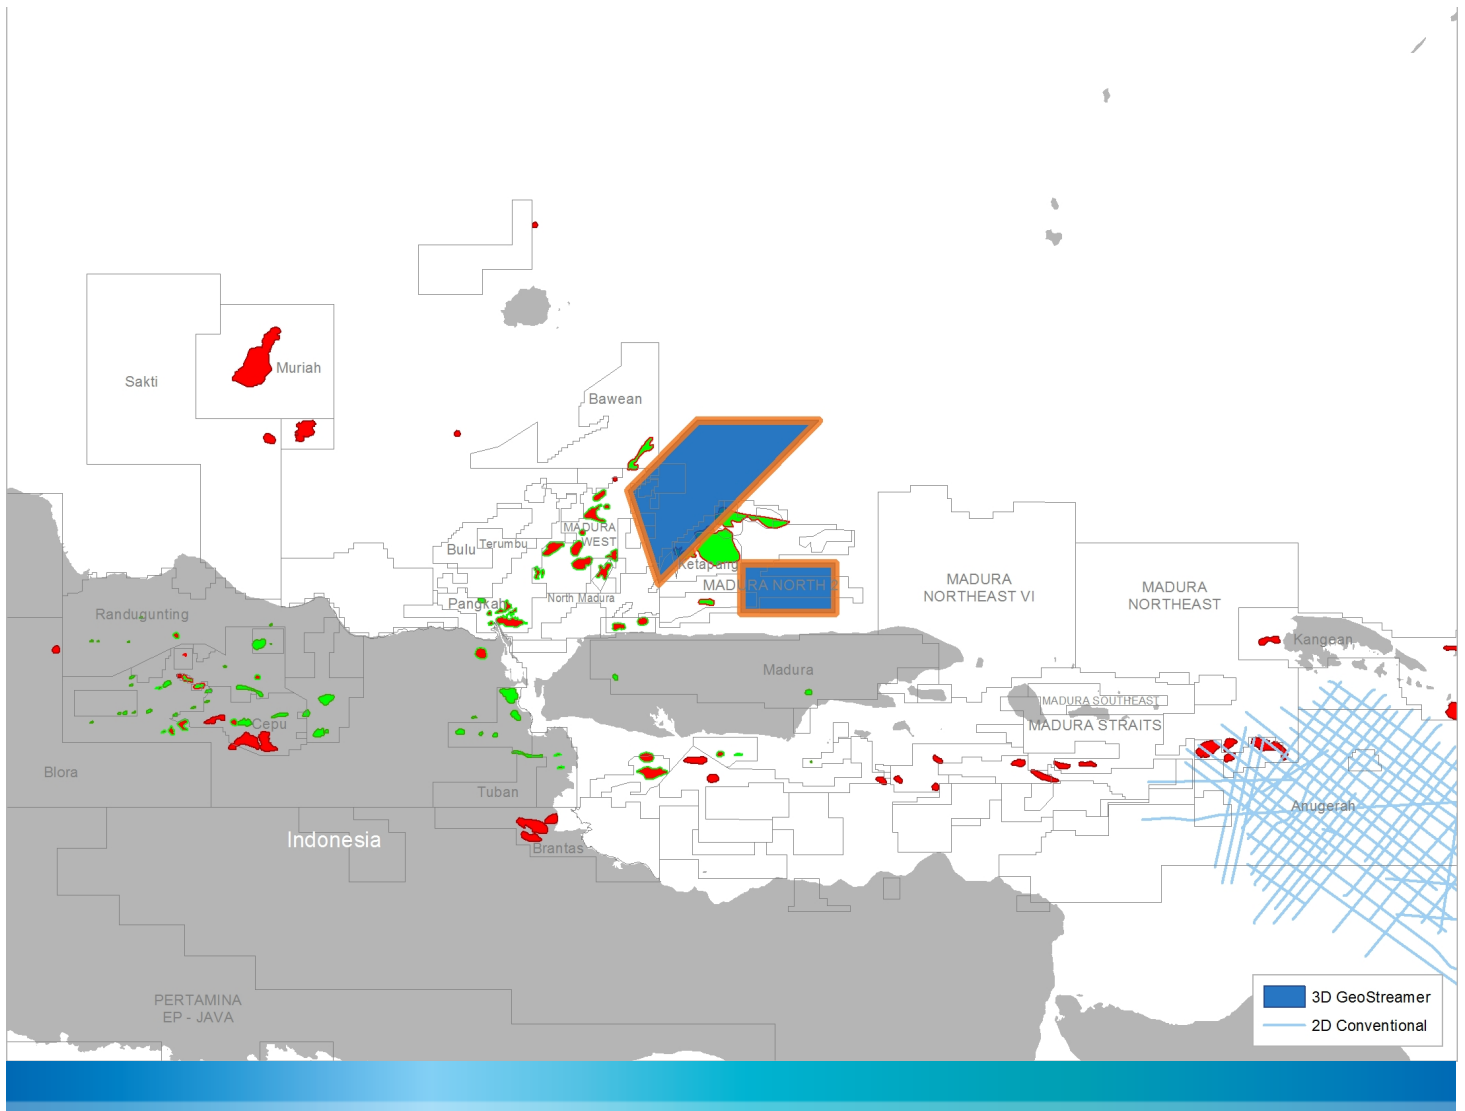 Sakti
Muriah
Bawean
MADURA
WEST
Bulu
Terumbu
Ketapang
MADURA NORTH 2
North Madura
Pangkah
MADURA
NORTHEAST VI
MADURA
NORTHEAST
Randugunting
Kangean
Madura
MADURA SOUTHEAST
MADURA STRAITS
Cepu
Blora
Tuban
Anugerah
Indonesia
Brantas
PERTAMINA
EP - JAVA
3D GeoStreamer
2D Conventional